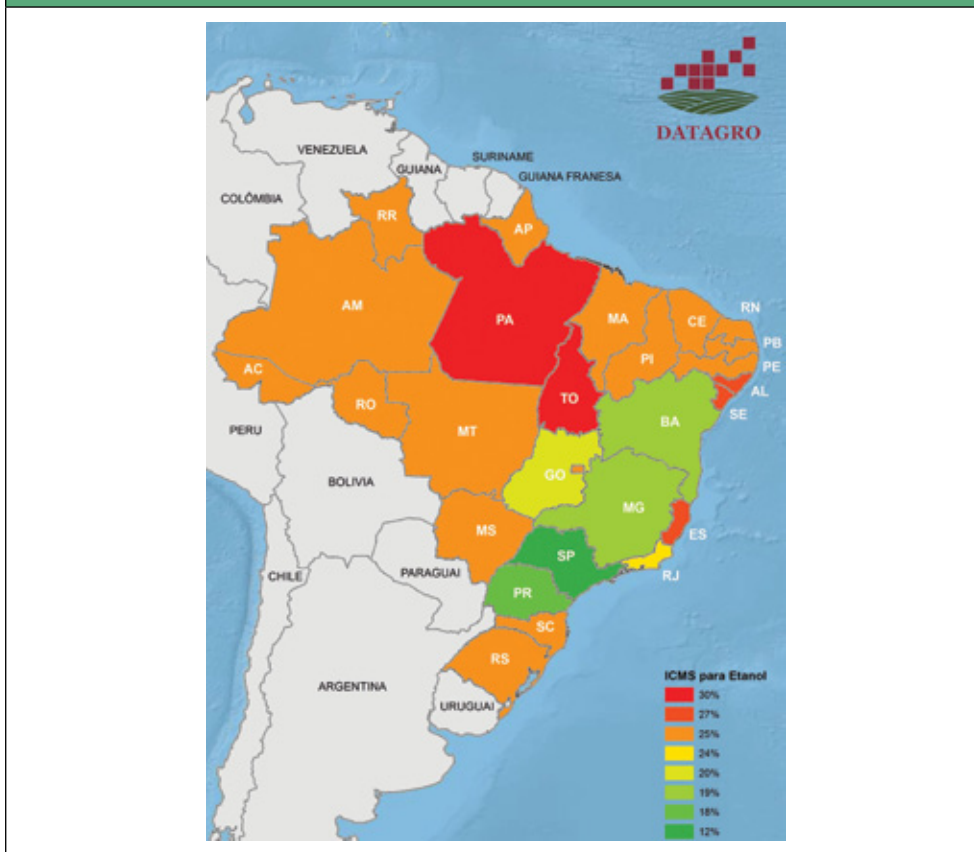 DATAGRO
VENEZUELA
SURINAME
GUIANA
GUIANA FRANESA
COLÔMBIA
RR
AP
AM
PA
MA
CE
RN
PB
PI
PE
AC
AL
RO
TO
SE
BA
PERU
MT
GO
BOLIVIA
MG
MS
ES
SP
PARAGUAI
CHILE
RJ
PR
SC
RS
ICMS para Etanol
ARGENTINA
30%
URUGUAI
27%
25%
24%
20%
19%
18%
12%